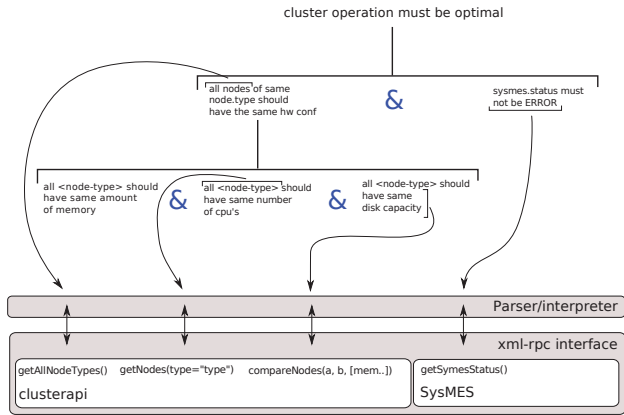 cluster operation must be optimal
all nodes of same
node.type should
have the same hw conf
&
sysmes.status must
not be ERROR
all <node-type> should
have same amount
of memory
&
all <node-type> should
have same number
of cpu's
&
all <node-type> should
have same
disk capacity
Parser/interpreter
xml-rpc interface
getAllNodeTypes()
getNodes(type="type")
compareNodes(a, b, [mem..])
clusterapi
getSymesStatus()
SysMES